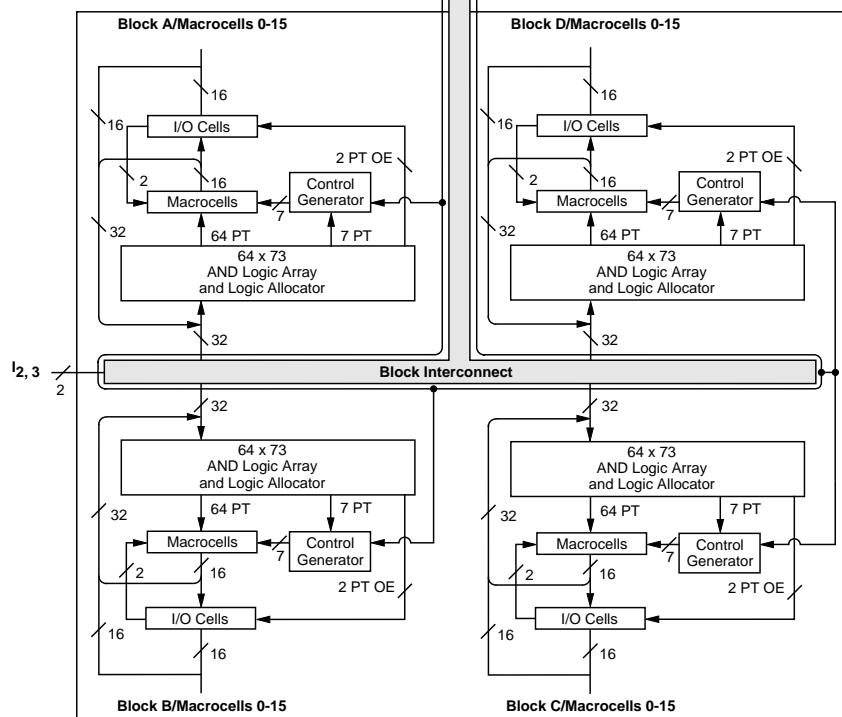 Block A/Macrocells 0-15
Block D/Macrocells 0-15
16
16
16
I/O Cells
16
I/O Cells
2 PT OE
2 PT OE
2
16
2
16
Macrocells
7
Control
Generator
Macrocells
7
Control
Generator
32
64 PT
7 PT
32
64 PT
7 PT
64 x 73
AND Logic Array
and Logic Allocator
64 x 73
AND Logic Array
and Logic Allocator
32
32
I2, 3
2
Block Interconnect
32
32
64 x 73
AND Logic Array
and Logic Allocator
64 x 73
AND Logic Array
and Logic Allocator
32
64 PT
7 PT
32
64 PT
7 PT
Macrocells
7
Control
Generator
Macrocells
7
Control
Generator
2
16
2
16
2 PT OE
2 PT OE
I/O Cells
I/O Cells
16
16
16
16
Block B/Macrocells 0-15
Block C/Macrocells 0-15